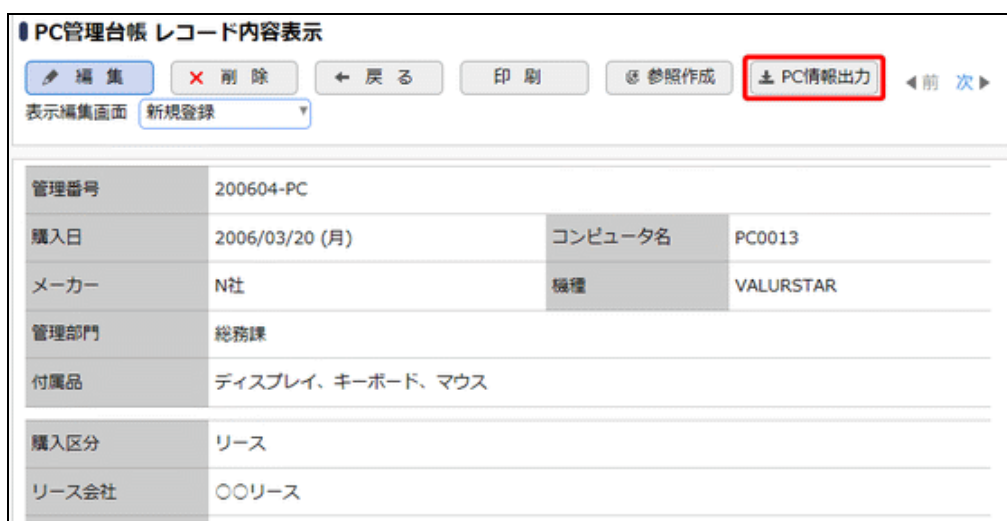 PC管理台帳 レコード内容表示
編集 削除 戻る 印刷 参照作成 PC情報出力 前 次
表示編集画面 新規登録
管理番号 200604-PC
購入日 2006/03/20 (月) コンピュータ名 PC0013
メーカー N社 機種 VALURSTAR
管理部門 総務課
付属品 ディスプレイ、キーボード、マウス
購入区分 リース
リース会社 〇〇リース